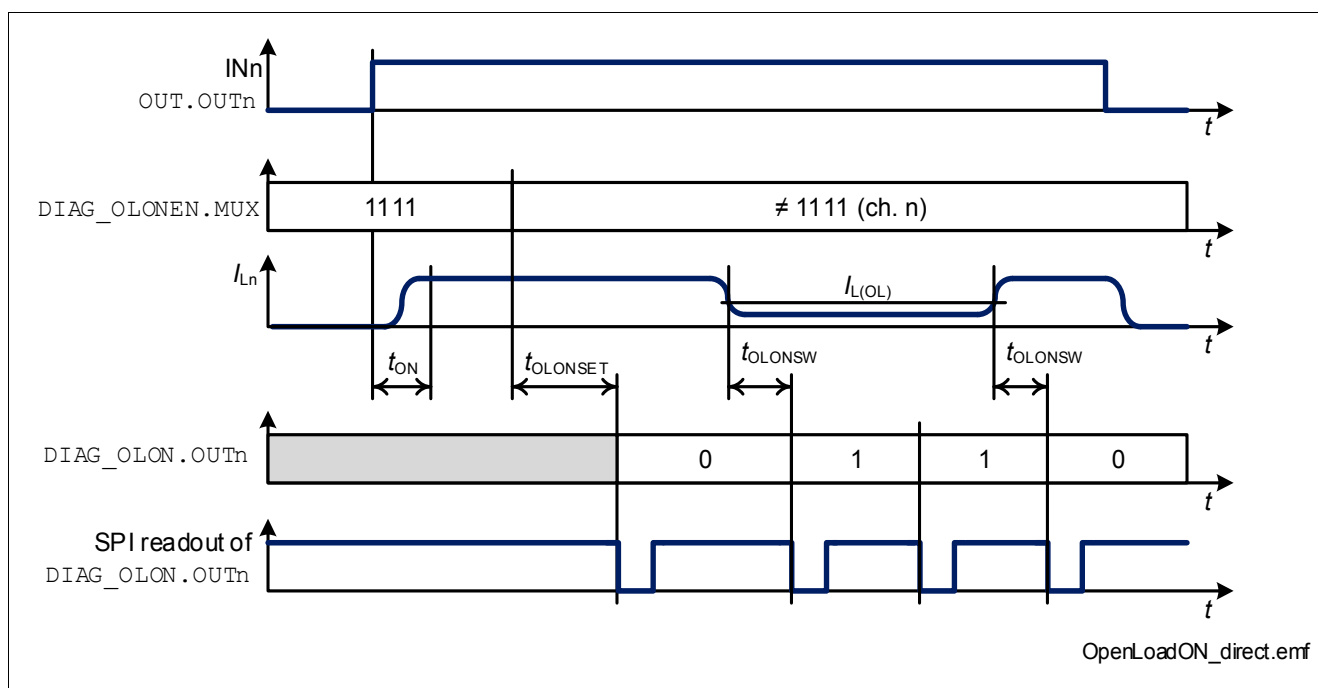 INn
OUT.OUTn
t
DIAG_OLONEN.MUX
1111
≠ 1111 (ch. n)
t
ILn
IL(OL)
t
tON
tOLONSET
tOLONSW
tOLONSW
DIAG_OLON.OUTn
0
1
1
0
t
SPI readout of
DIAG_OLON.OUTn
t
OpenLoadON_direct.emf